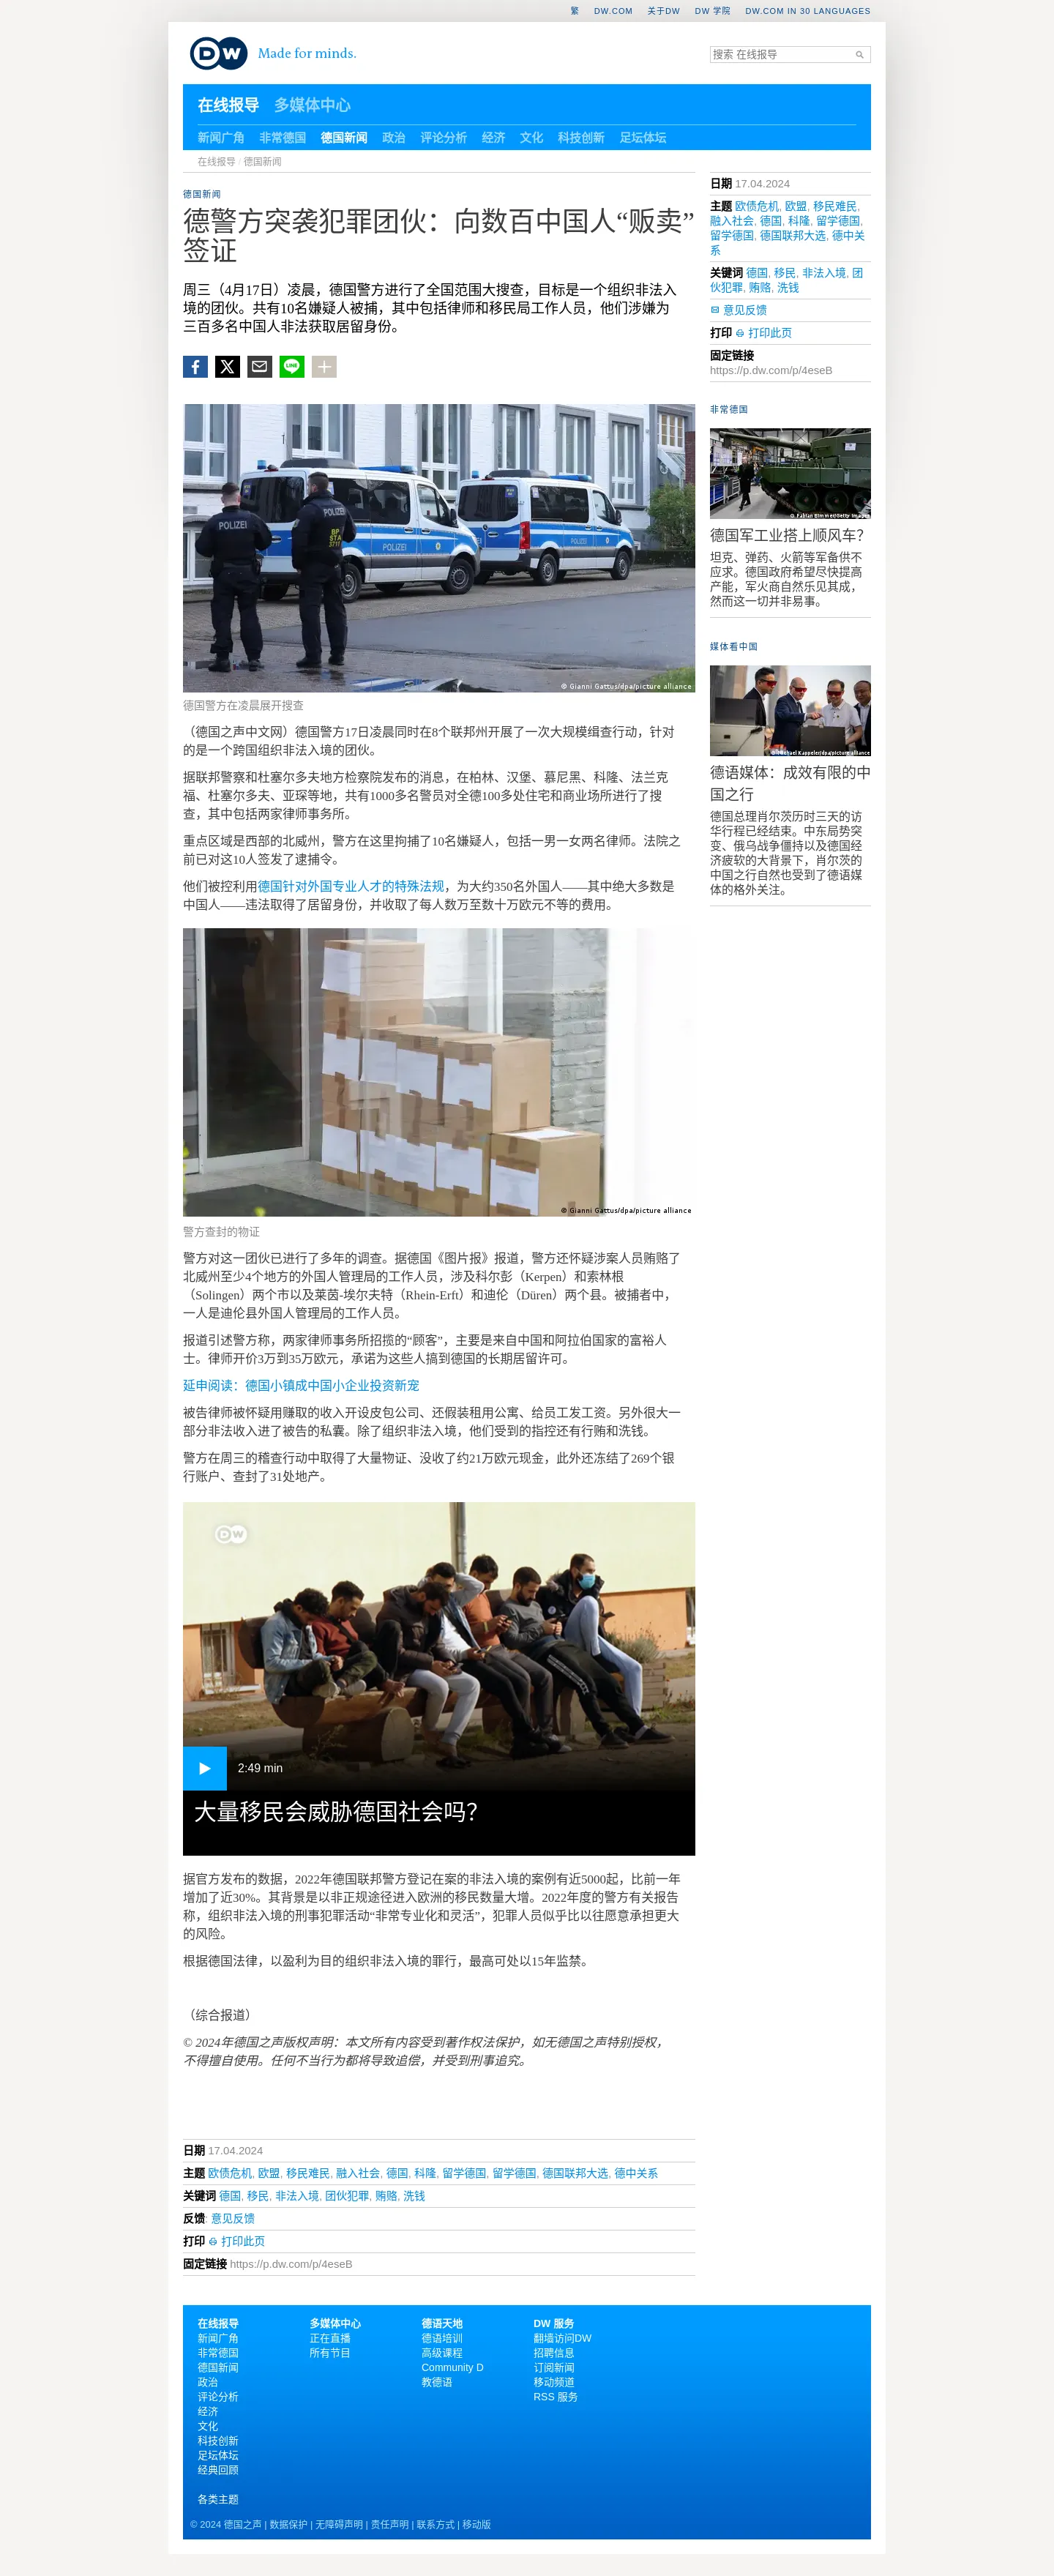 繁 DW.COM 关于DW DW 学院 DW.COM IN 30 LANGUAGES
DW Made for minds.
搜索 在线报导
在线报导 多媒体中心
新闻广角 非常德国 德国新闻 政治 评论分析 经济 文化 科技创新 足坛体坛
在线报导 / 德国新闻
德国新闻
德警方突袭犯罪团伙：向数百中国人“贩卖”
签证
周三（4月17日）凌晨，德国警方进行了全国范围大搜查，目标是一个组织非法入
境的团伙。共有10名嫌疑人被捕，其中包括律师和移民局工作人员，他们涉嫌为
三百多名中国人非法获取居留身份。
LINE
POLIZEI
POLIZEI
BP
STA
3711
POLIZEI
POLIZEI
© Gianni Gattus/dpa/picture alliance
德国警方在凌晨展开搜查
（德国之声中文网）德国警方17日凌晨同时在8个联邦州开展了一次大规模缉查行动，针对
的是一个跨国组织非法入境的团伙。
据联邦警察和杜塞尔多夫地方检察院发布的消息，在柏林、汉堡、慕尼黑、科隆、法兰克
福、杜塞尔多夫、亚琛等地，共有1000多名警员对全德100多处住宅和商业场所进行了搜
查，其中包括两家律师事务所。
重点区域是西部的北威州，警方在这里拘捕了10名嫌疑人，包括一男一女两名律师。法院之
前已对这10人签发了逮捕令。
他们被控利用德国针对外国专业人才的特殊法规，为大约350名外国人——其中绝大多数是
中国人——违法取得了居留身份，并收取了每人数万至数十万欧元不等的费用。
© Gianni Gattus/dpa/picture alliance
警方查封的物证
警方对这一团伙已进行了多年的调查。据德国《图片报》报道，警方还怀疑涉案人员贿赂了
北威州至少4个地方的外国人管理局的工作人员，涉及科尔彭（Kerpen）和索林根
（Solingen）两个市以及莱茵-埃尔夫特（Rhein-Erft）和迪伦（Düren）两个县。被捕者中，
一人是迪伦县外国人管理局的工作人员。
报道引述警方称，两家律师事务所招揽的“顾客”，主要是来自中国和阿拉伯国家的富裕人
士。律师开价3万到35万欧元，承诺为这些人搞到德国的长期居留许可。
延申阅读：德国小镇成中国小企业投资新宠
被告律师被怀疑用赚取的收入开设皮包公司、还假装租用公寓、给员工发工资。另外很大一
部分非法收入进了被告的私囊。除了组织非法入境，他们受到的指控还有行贿和洗钱。
警方在周三的稽查行动中取得了大量物证、没收了约21万欧元现金，此外还冻结了269个银
行账户、查封了31处地产。
DW
2:49 min
大量移民会威胁德国社会吗？
据官方发布的数据，2022年德国联邦警方登记在案的非法入境的案例有近5000起，比前一年
增加了近30%。其背景是以非正规途径进入欧洲的移民数量大增。2022年度的警方有关报告
称，组织非法入境的刑事犯罪活动“非常专业化和灵活”，犯罪人员似乎比以往愿意承担更大
的风险。
根据德国法律，以盈利为目的组织非法入境的罪行，最高可处以15年监禁。
（综合报道）
© 2024年德国之声版权声明：本文所有内容受到著作权法保护，如无德国之声特别授权，
不得擅自使用。任何不当行为都将导致追偿，并受到刑事追究。
日期 17.04.2024
主题 欧债危机, 欧盟, 移民难民, 融入社会, 德国, 科隆, 留学德国, 留学德国, 德国联邦大选, 德中关系
关键词 德国, 移民, 非法入境, 团伙犯罪, 贿赂, 洗钱
反馈: 意见反馈
打印 打印此页
固定链接 https://p.dw.com/p/4eseB
日期 17.04.2024
主题 欧债危机, 欧盟, 移民难民,
融入社会, 德国, 科隆, 留学德国,
留学德国, 德国联邦大选, 德中关
系
关键词 德国, 移民, 非法入境, 团
伙犯罪, 贿赂, 洗钱
意见反馈
打印 打印此页
固定链接
https://p.dw.com/p/4eseB
非常德国
© Fabian Bimmer/Getty Images
德国军工业搭上顺风车？
坦克、弹药、火箭等军备供不
应求。德国政府希望尽快提高
产能，军火商自然乐见其成，
然而这一切并非易事。
媒体看中国
© Michael Kappeler/dpa/picture alliance
德语媒体：成效有限的中
国之行
德国总理肖尔茨历时三天的访
华行程已经结束。中东局势突
变、俄乌战争僵持以及德国经
济疲软的大背景下，肖尔茨的
中国之行自然也受到了德语媒
体的格外关注。
在线报导
新闻广角
非常德国
德国新闻
政治
评论分析
经济
文化
科技创新
足坛体坛
经典回顾
各类主题
多媒体中心
正在直播
所有节目
德语天地
德语培训
高级课程
Community D
教德语
DW 服务
翻墙访问DW
招聘信息
订阅新闻
移动频道
RSS 服务
© 2024 德国之声 | 数据保护 | 无障碍声明 | 责任声明 | 联系方式 | 移动版